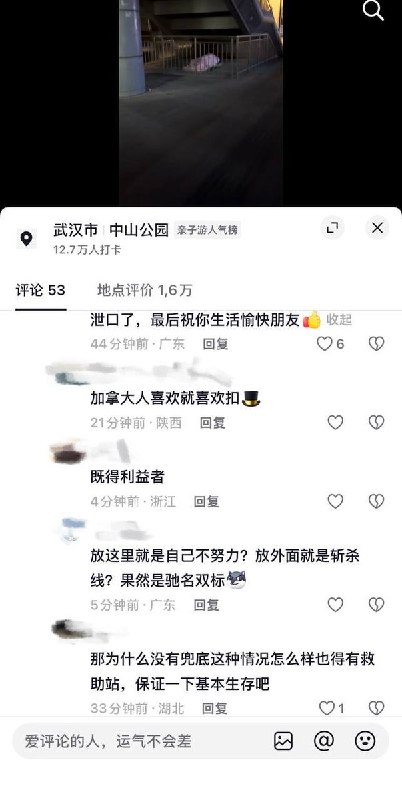 武汉市 | 中山公园 亲子游人气榜
12.7万人打卡
评论 53 地点评价 1,6万
泄口了，最后祝你生活愉快朋友👍 收起
44分钟前 · 广东 回复 6
加拿大人喜欢就喜欢扣🎩
21分钟前 · 陕西 回复
既得利益者
4分钟前 · 浙江 回复
放这里就是自己不努力？放外面就是斩杀
线？果然是驰名双标
5分钟前 · 广东 回复
那为什么没有兜底这种情况怎么样也得有救
助站，保证一下基本生存吧
33分钟前 · 湖北 回复 1
爱评论的人，运气不会差